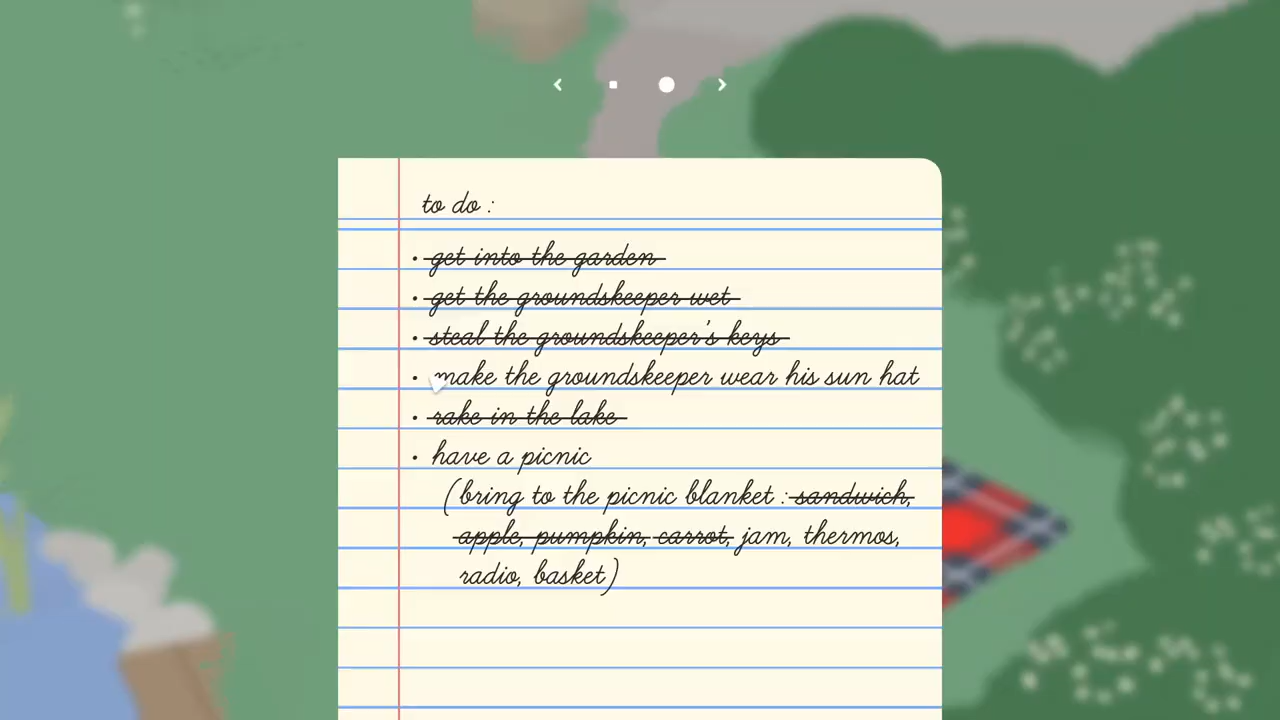 to do :
• get into the garden
• get the groundskeeper wet
• steal the groundskeeper's keys
• make the groundskeeper wear his sun hat
• rake in the lake
• have a picnic
(bring to the picnic blanket : sandwich,
apple, pumpkin, carrot, jam, thermos,
radio, basket)